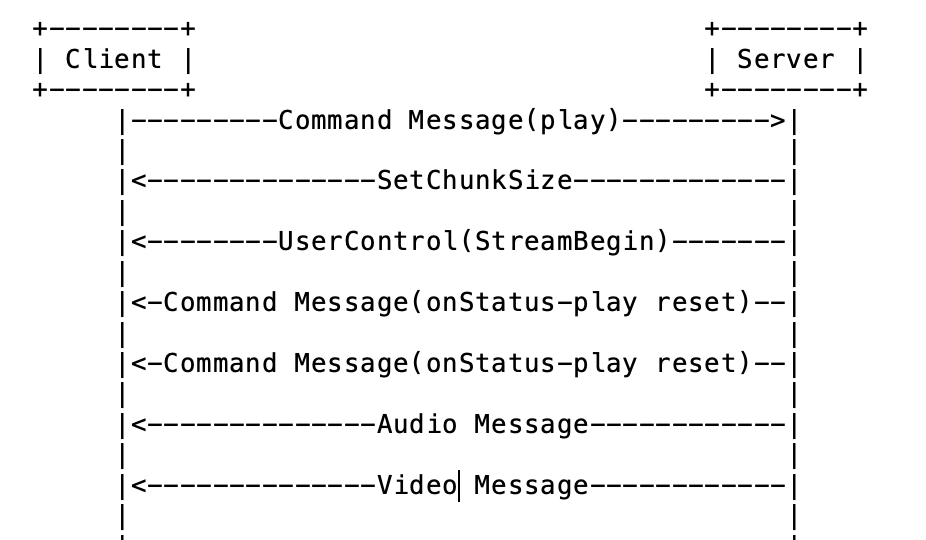 +--------+ +--------+
| Client | | Server |
+--------+ +--------+
|---------Command Message(play)--------->|
| |
|<--------------SetChunkSize-------------|
| |
|<--------UserControl(StreamBegin)-------|
| |
|<-Command Message(onStatus-play reset)--|
| |
|<-Command Message(onStatus-play reset)--|
| |
|<--------------Audio Message------------|
| |
|<--------------Video Message------------|
| |